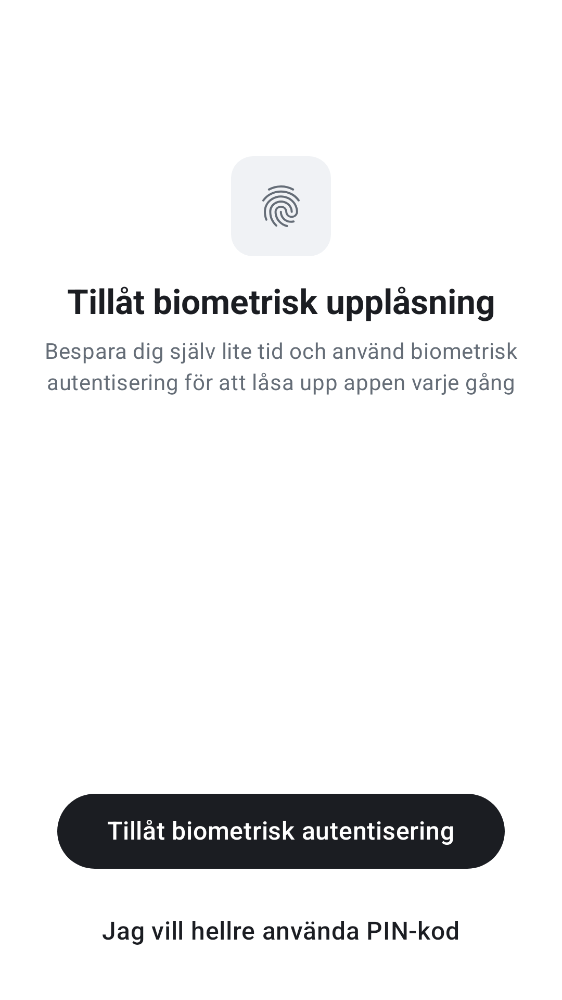 Tillåt biometrisk upplåsning
Bespara dig själv lite tid och använd biometrisk
autentisering för att låsa upp appen varje gång
Tillåt biometrisk autentisering
Jag vill hellre använda PIN-kod